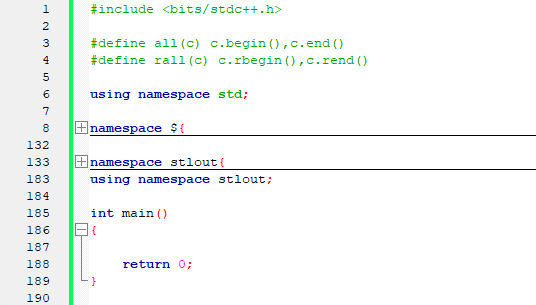 1 #include <bits/stdc++.h>
2
3 #define all(c) c.begin(),c.end()
4 #define rall(c) c.rbegin(),c.rend()
5
6 using namespace std;
7
8 namespace ${
132
133 namespace stlout{
183 using namespace stlout;
184
185 int main()
186 {
187
188 return 0;
189 }
190